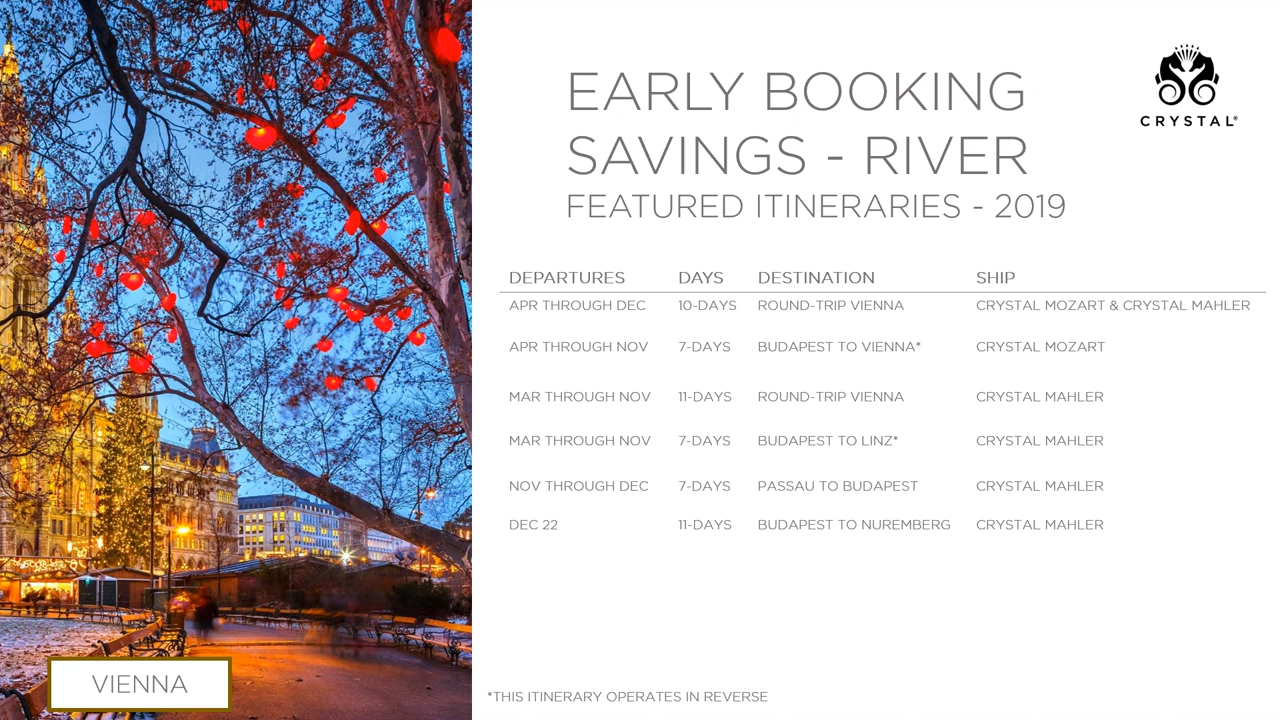 EARLY BOOKING
SAVINGS - RIVER
FEATURED ITINERARIES - 2019
CRYSTAL®
DEPARTURES DAYS DESTINATION SHIP
APR THROUGH DEC 10-DAYS ROUND-TRIP VIENNA CRYSTAL MOZART & CRYSTAL MAHLER
APR THROUGH NOV 7-DAYS BUDAPEST TO VIENNA* CRYSTAL MOZART
MAR THROUGH NOV 11-DAYS ROUND-TRIP VIENNA CRYSTAL MAHLER
MAR THROUGH NOV 7-DAYS BUDAPEST TO LINZ* CRYSTAL MAHLER
NOV THROUGH DEC 7-DAYS PASSAU TO BUDAPEST CRYSTAL MAHLER
DEC 22 11-DAYS BUDAPEST TO NUREMBERG CRYSTAL MAHLER
VIENNA
*THIS ITINERARY OPERATES IN REVERSE